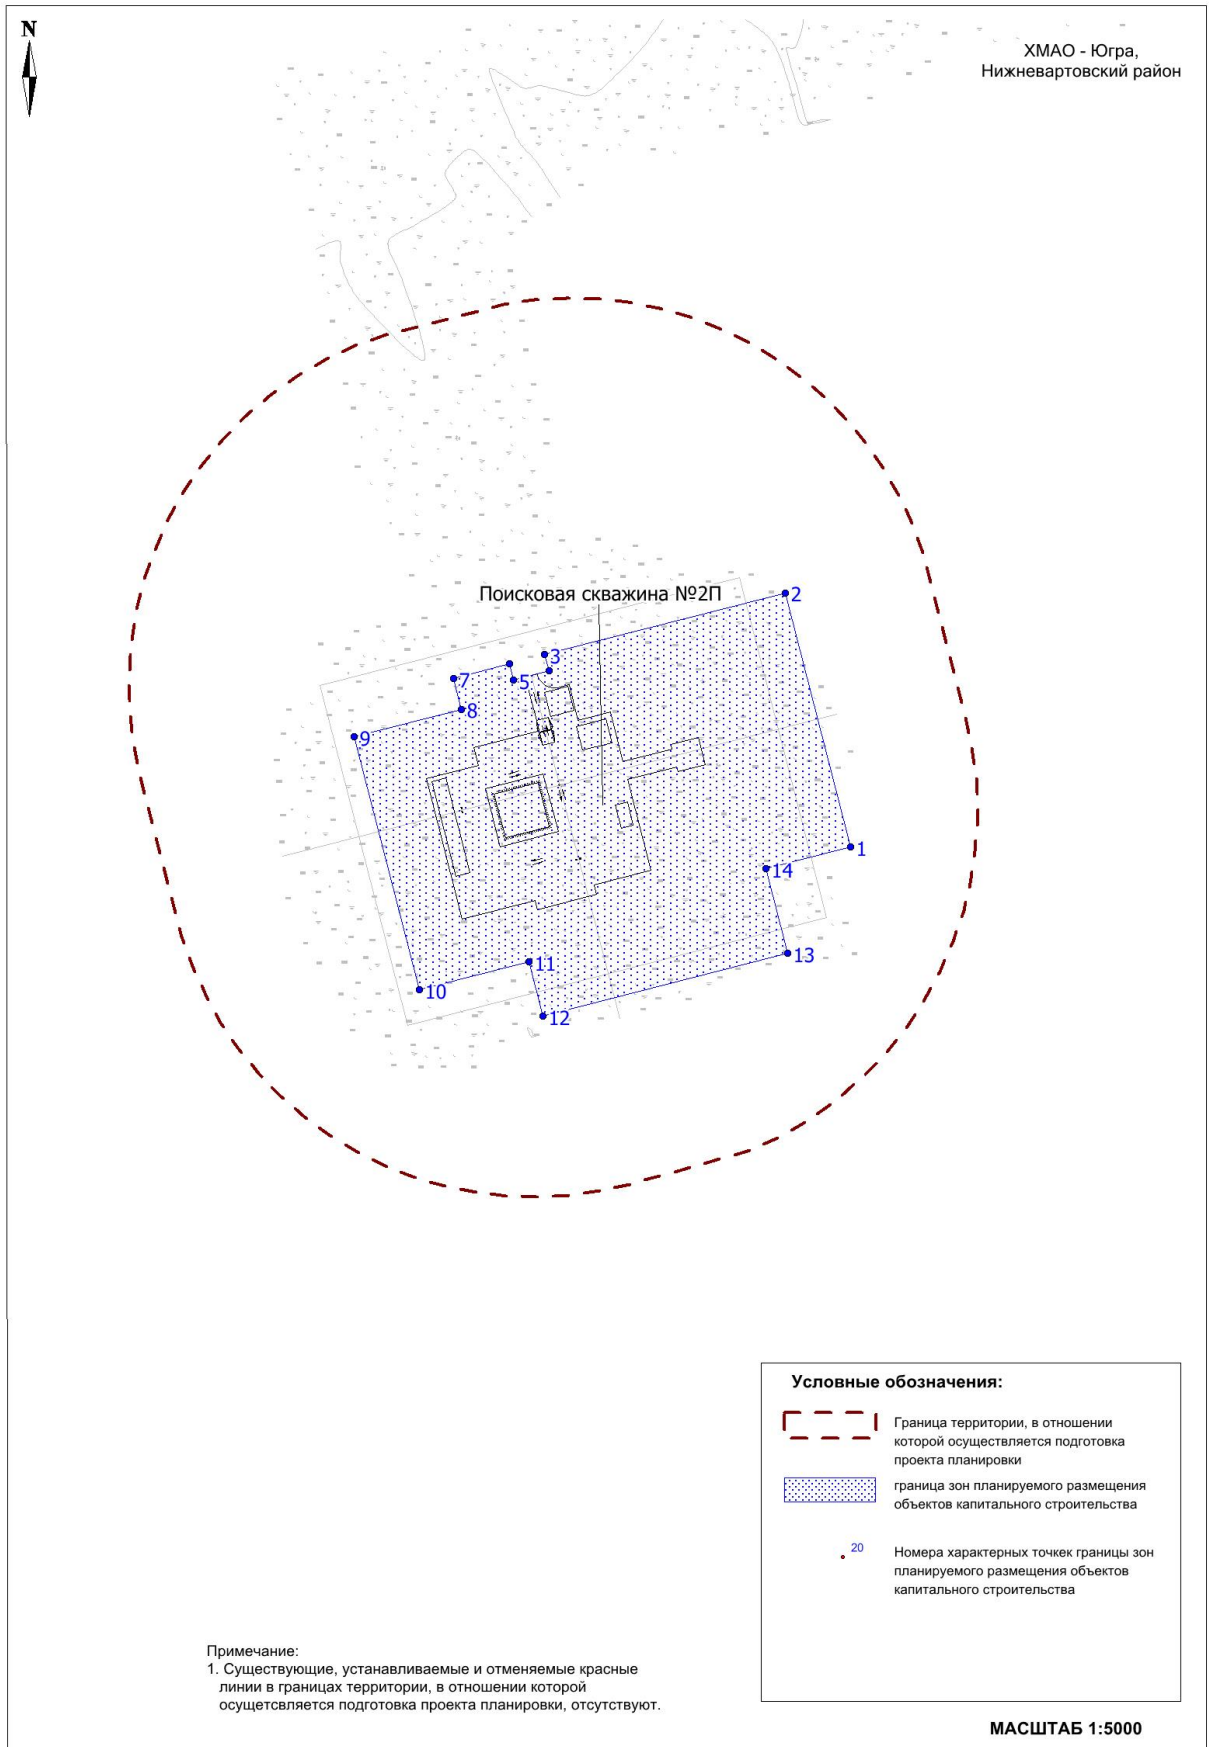 N
ХМАО - Югра,
Нижневартовский район
Поисковая скважина №2П
2
3
7
5
8
9
1
14
13
11
10
12
Условные обозначения:
Граница территории, в отношении
которой осуществляется подготовка
проекта планировки
граница зон планируемого размещения
объектов капитального строительства
20
Номера характерных точкек границы зон
планируемого размещения объектов
капитального строительства
Примечание:
1. Существующие, устанавливаемые и отменяемые красные
линии в границах территории, в отношении которой
осущетсвляется подготовка проекта планировки, отсутствуют.
МАСШТАБ 1:5000